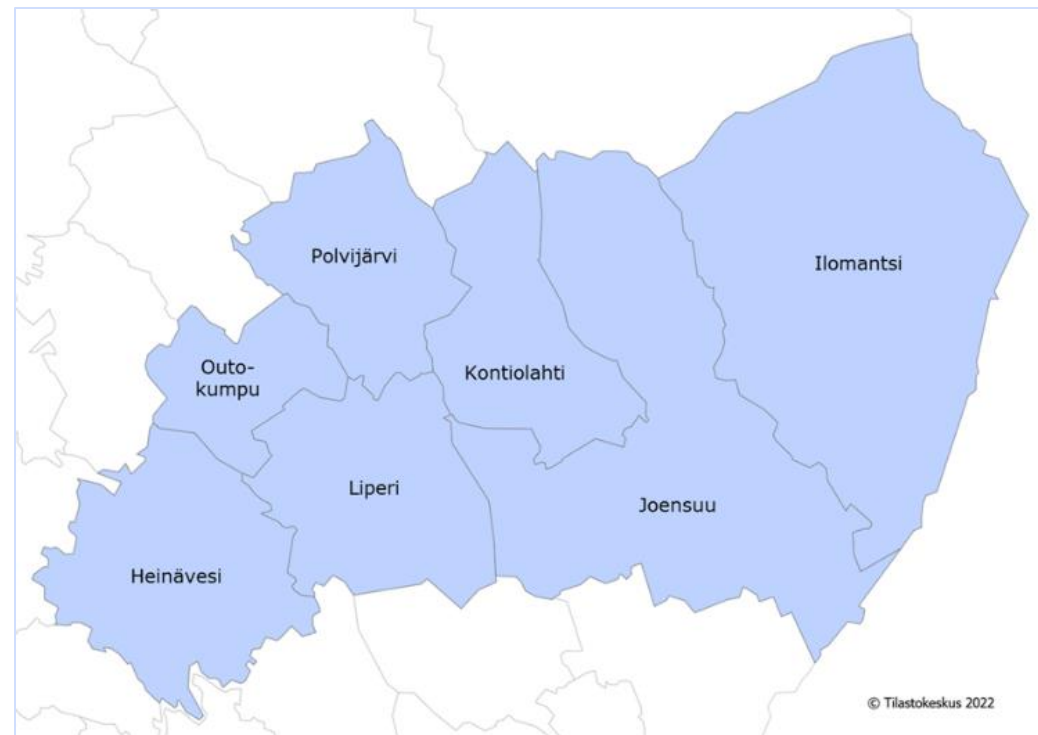 Polvijärvi
Ilomantsi
Outo-
kumpu
Kontiolahti
Liperi
Joensuu
Heinävesi
© Tilastokeskus 2022